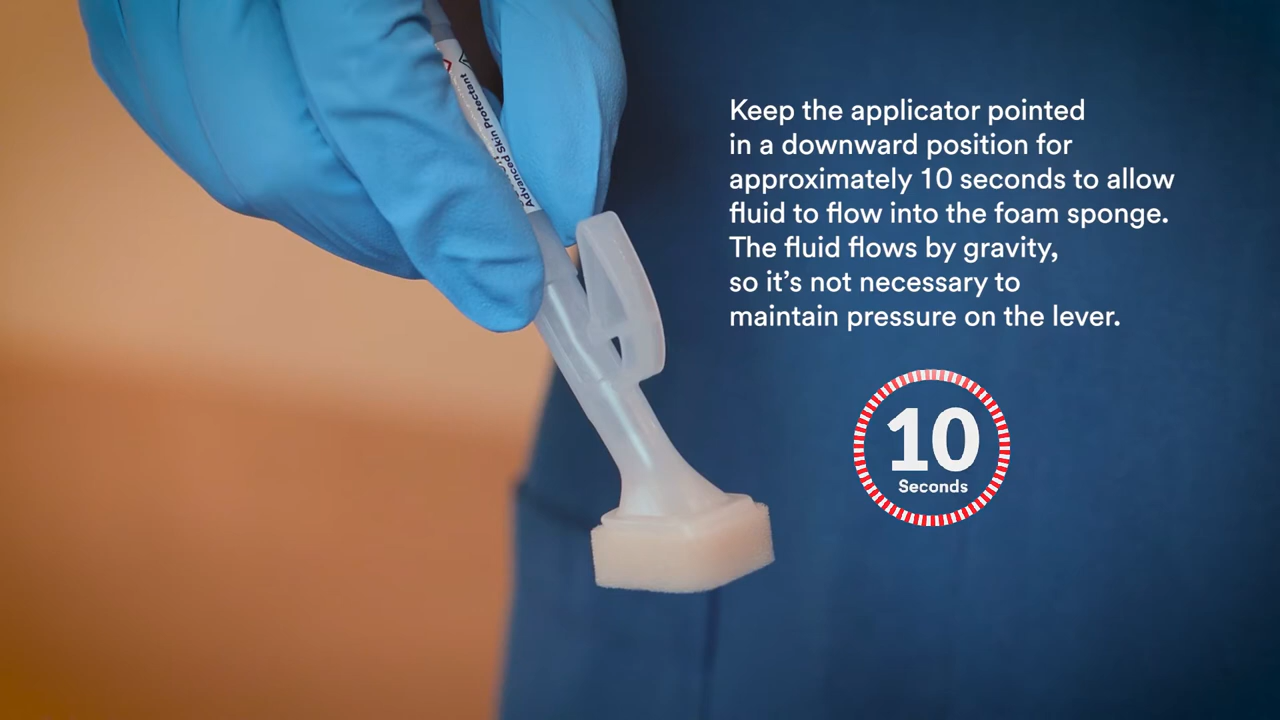 Advanced Skin Protectant
Keep the applicator pointed
in a downward position for
approximately 10 seconds to allow
fluid to flow into the foam sponge.
The fluid flows by gravity,
so it's not necessary to
maintain pressure on the lever.
10
Seconds